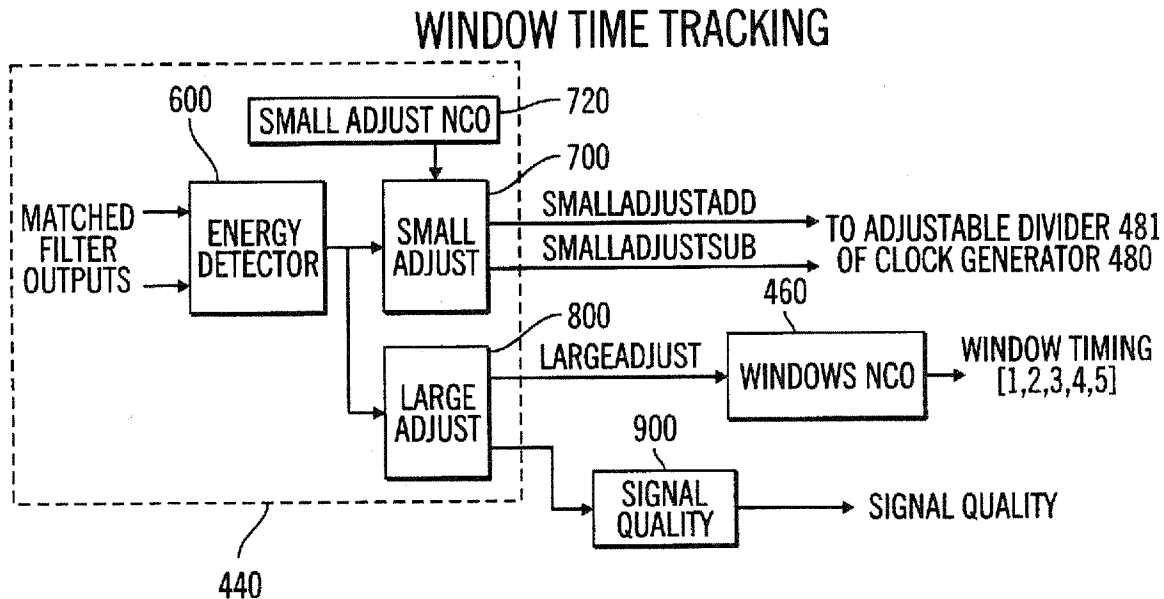 WINDOW TIME TRACKING
600
SMALL ADJUST NCO
720
700
MATCHED
FILTER
OUTPUTS
ENERGY
DETECTOR
SMALL
ADJUST
SMALLADJUSTADD
SMALLADJUSTSUB
TO ADJUSTABLE DIVIDER 481
OF CLOCK GENERATOR 480
800
LARGE
ADJUST
LARGEADJUST
460
WINDOWS NCO
WINDOW TIMING
[1,2,3,4,5]
900
SIGNAL
QUALITY
SIGNAL QUALITY
440